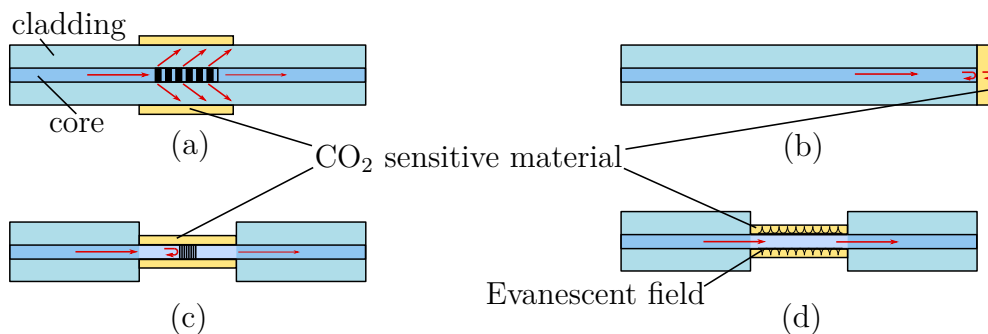 cladding
core
(a)
(b)
CO₂ sensitive material
Evanescent field
(c)
(d)